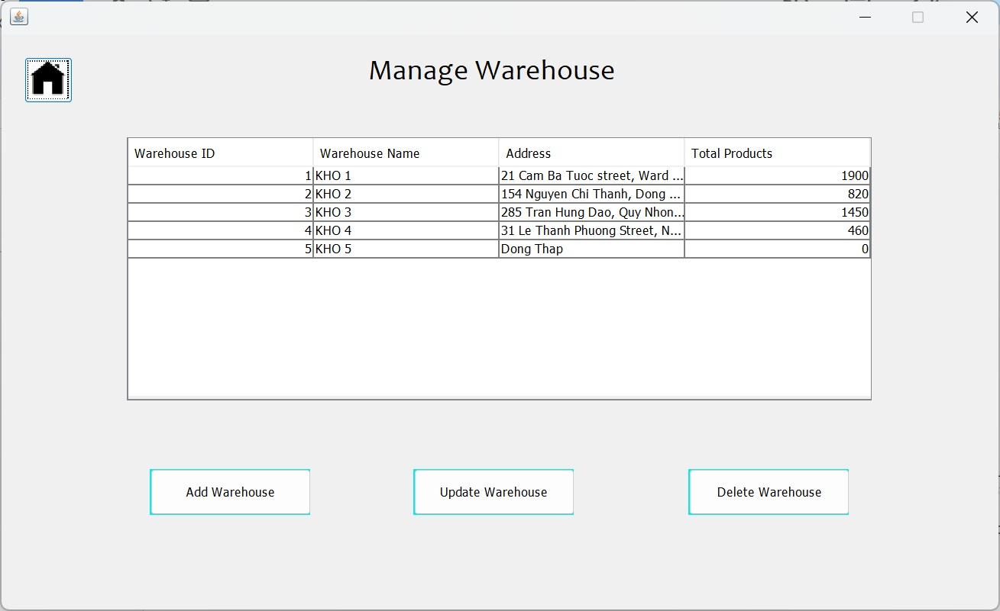 Manage Warehouse
Warehouse ID Warehouse Name Address Total Products
1 KHO 1 21 Cam Ba Tuoc street, Ward ... 1900
2 KHO 2 154 Nguyen Chi Thanh, Dong ... 820
3 KHO 3 285 Tran Hung Dao, Quy Nhon... 1450
4 KHO 4 31 Le Thanh Phuong Street, N... 460
5 KHO 5 Dong Thap 0
Add Warehouse Update Warehouse Delete Warehouse